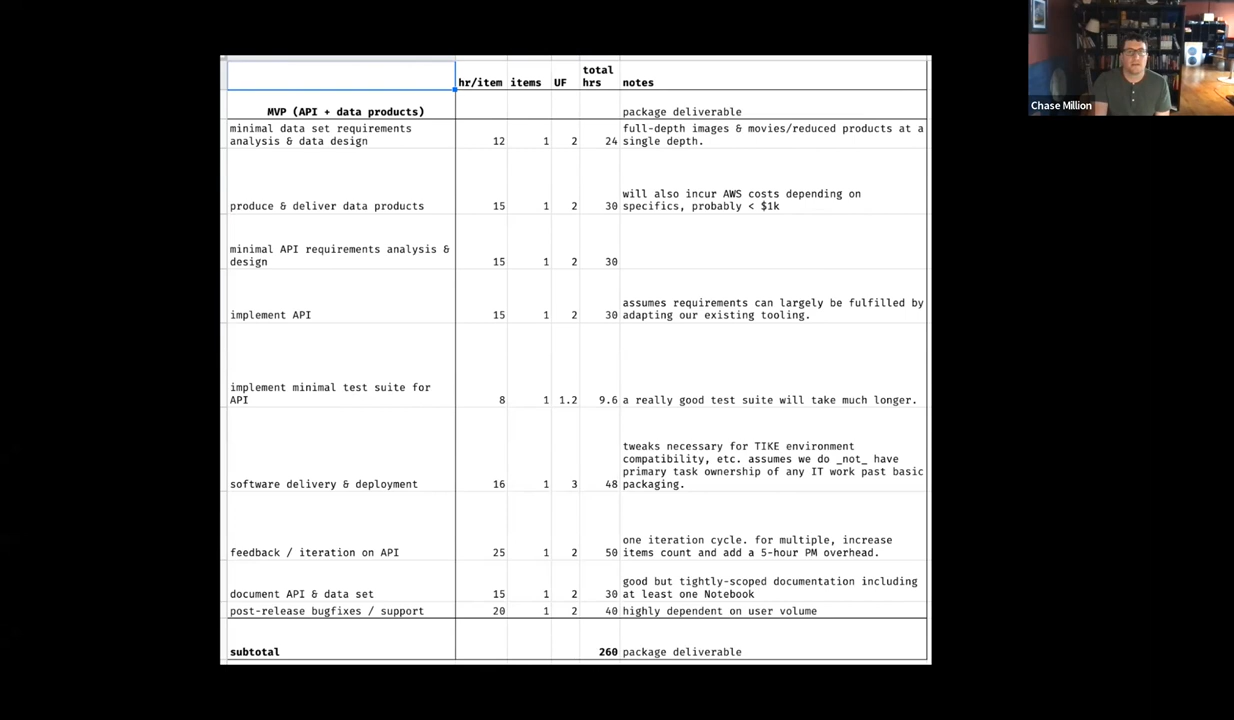 hr/item items UF total hrs notes
MVP (API + data products) package deliverable
minimal data set requirements
analysis & data design 12 1 2 24 full-depth images & movies/reduced products at a
single depth.
produce & deliver data products 15 1 2 30 will also incur AWS costs depending on
specifics, probably < $1k
minimal API requirements analysis &
design 15 1 2 30
implement API 15 1 2 30 assumes requirements can largely be fulfilled by
adapting our existing tooling.
implement minimal test suite for
API 8 1 1.2 9.6 a really good test suite will take much longer.
software delivery & deployment 16 1 3 48 tweaks necessary for TIKE environment
compatibility, etc. assumes we do _not_ have
primary task ownership of any IT work past basic
packaging.
feedback / iteration on API 25 1 2 50 one iteration cycle. for multiple, increase
items count and add a 5-hour PM overhead.
document API & data set 15 1 2 30 good but tightly-scoped documentation including
at least one Notebook
post-release bugfixes / support 20 1 2 40 highly dependent on user volume
subtotal 260 package deliverable
Chase Million